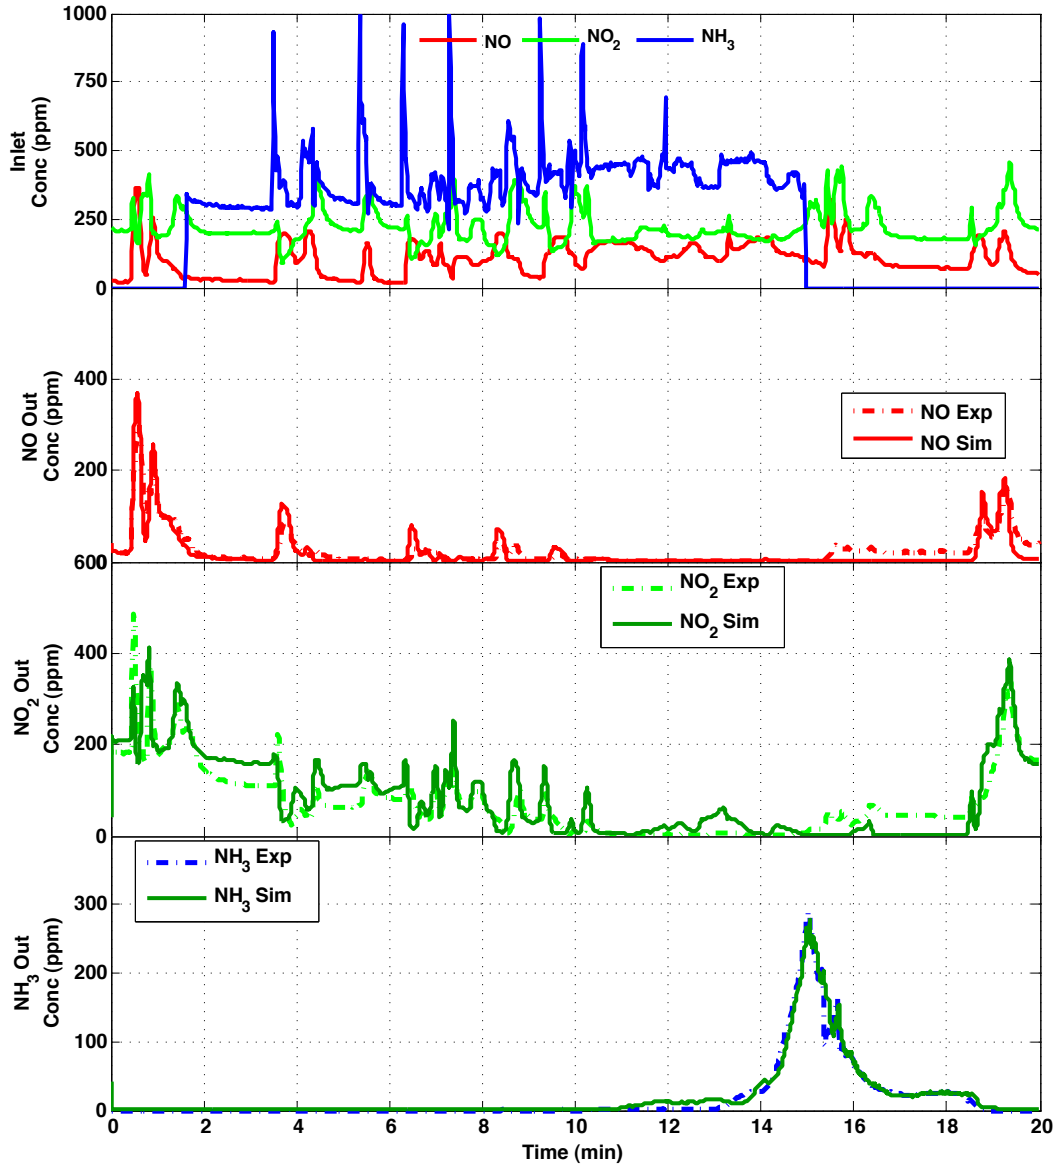 1000
750
500
250
0
Inlet
Conc (ppm)
NO NO2 NH3
400
200
600
NO Out
Conc (ppm)
NO Exp
NO Sim
400
200
0
NO2 Out
Conc (ppm)
NO2 Exp
NO2 Sim
300
200
100
0
NH3 Out
Conc (ppm)
NH3 Exp
NH3 Sim
0 2 4 6 8 10 12 14 16 18 20
Time (min)